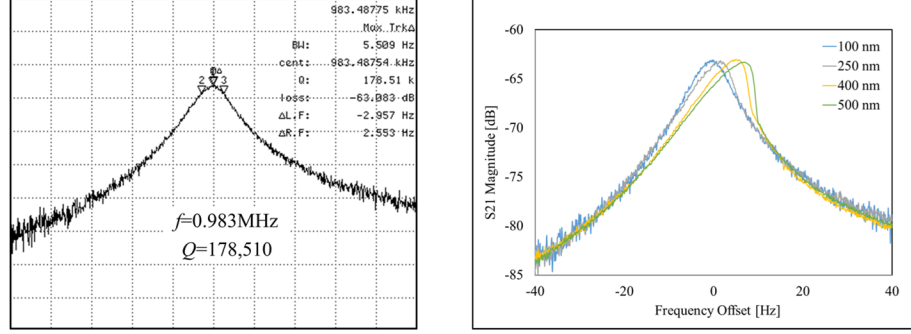 983.48775 kHz
Max Trk∆
BW: 5.509 Hz
cent: 983.48754 kHz
Q: 178.51 k
loss: -63.083 dB
∆L.F: -2.957 Hz
∆R.F: 2.553 Hz
2 3
f=0.983MHz
Q=178,510
-60
-65
-70
-75
-80
-85
S21 Magnitude [dB]
100 nm
250 nm
400 nm
500 nm
-40 -20 0 20 40
Frequency Offset [Hz]